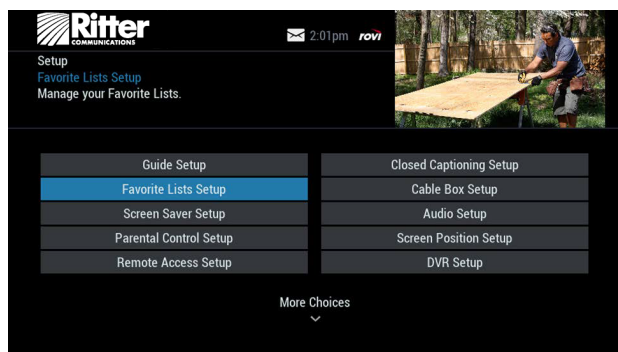 Ritter
COMMUNICATIONS
2:01pm rovi
Setup
Favorite Lists Setup
Manage your Favorite Lists.
Guide Setup
Closed Captioning Setup
Favorite Lists Setup
Cable Box Setup
Screen Saver Setup
Audio Setup
Parental Control Setup
Screen Position Setup
Remote Access Setup
DVR Setup
More Choices